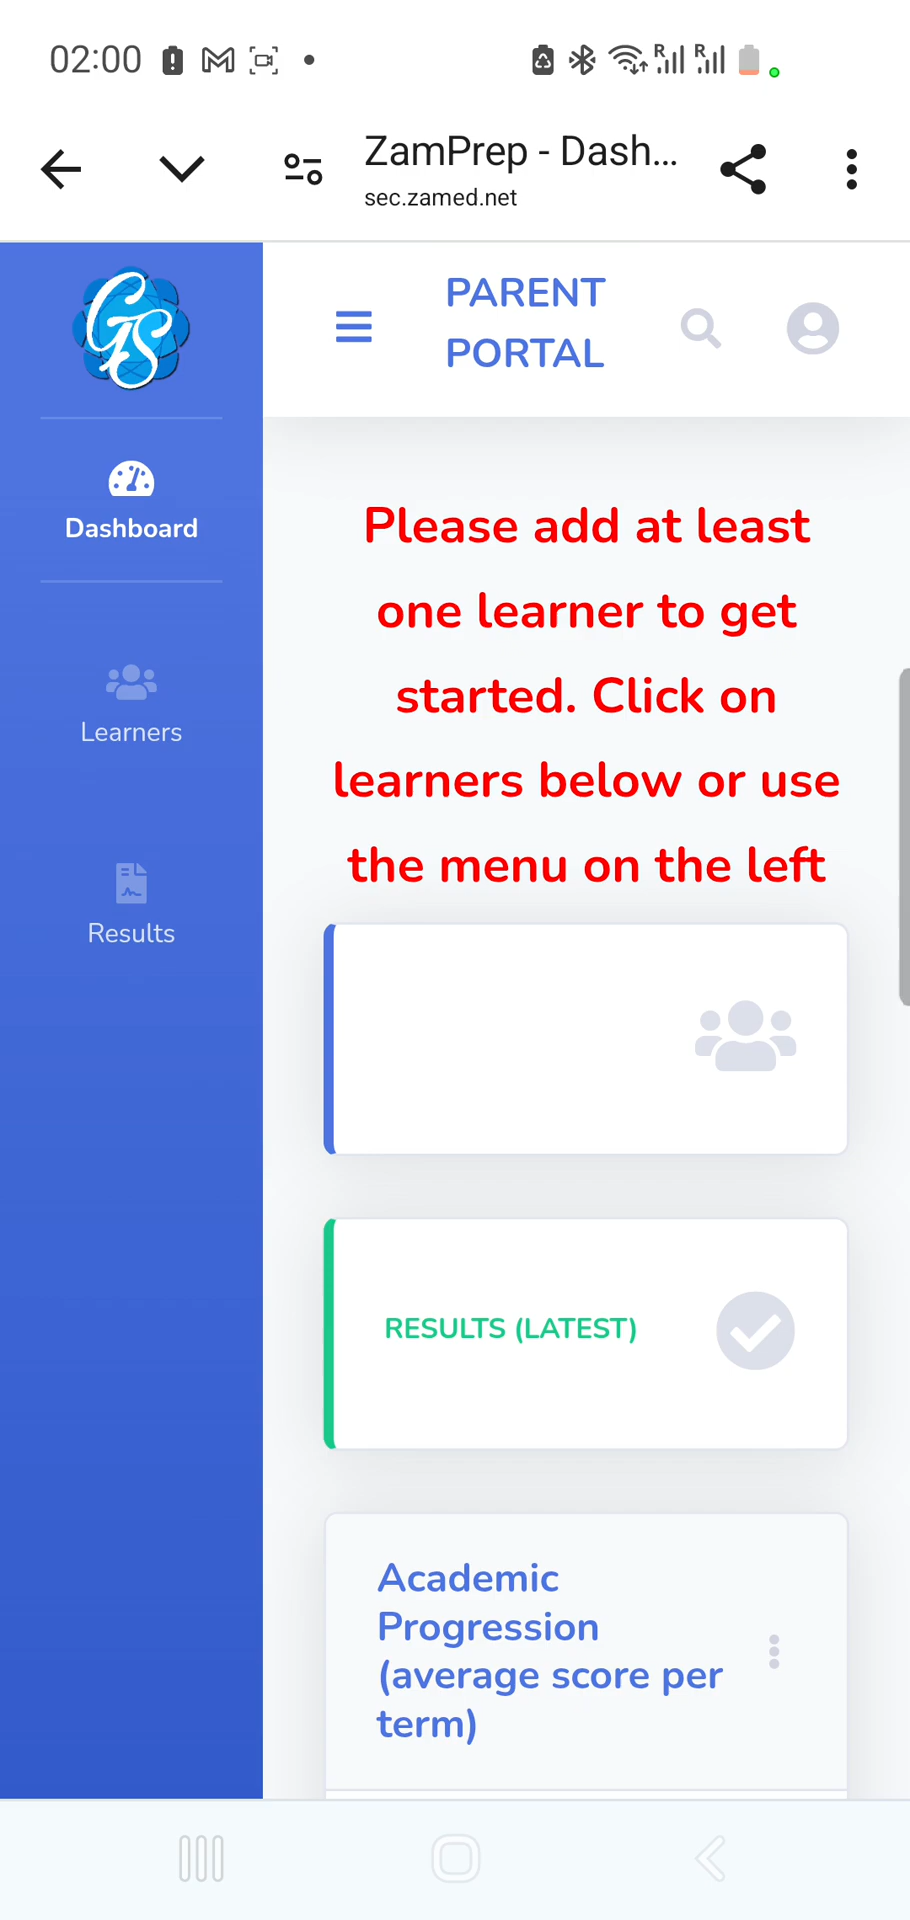 02:00
ZamPrep - Dash...
sec.zamed.net
GS
PARENT
PORTAL
Dashboard
Learners
Results
Please add at least
one learner to get
started. Click on
learners below or use
the menu on the left
RESULTS (LATEST)
Academic
Progression
(average score per
term)